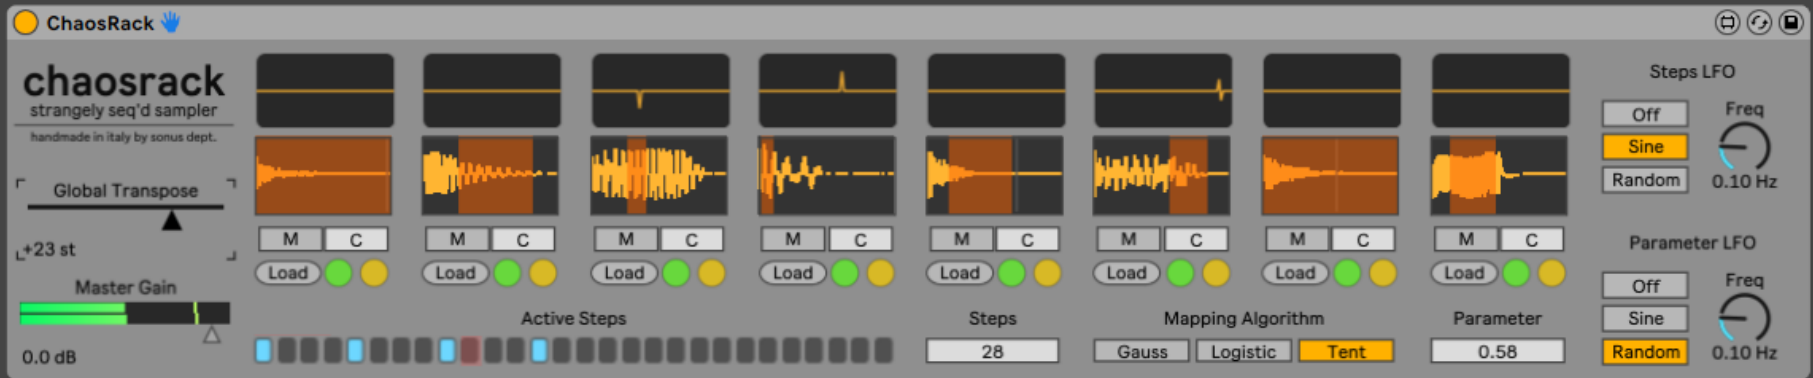 ChaosRack
chaosrack
strangely seq'd sampler
handmade in italy by sonus dept.
Global Transpose
+23 st
Master Gain
0.0 dB
M C M C M C M C M C M C M C M C
Load Load Load Load Load Load Load Load
Active Steps
Steps
28
Mapping Algorithm
Gauss Logistic Tent
Parameter
0.58
Steps LFO
Off
Sine
Random
Freq
0.10 Hz
Parameter LFO
Off
Sine
Random
Freq
0.10 Hz